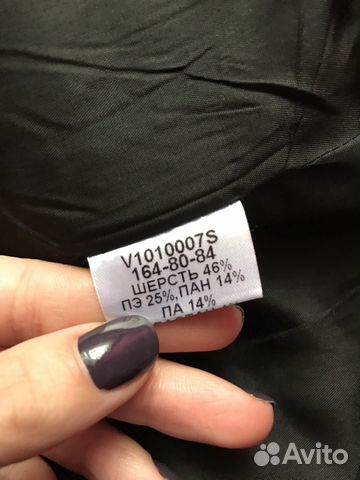 V1010007S
164-80-84
ШЕРСТЬ 46%
ПЭ 25%, ПАН 14%
ПА 14%
Avito